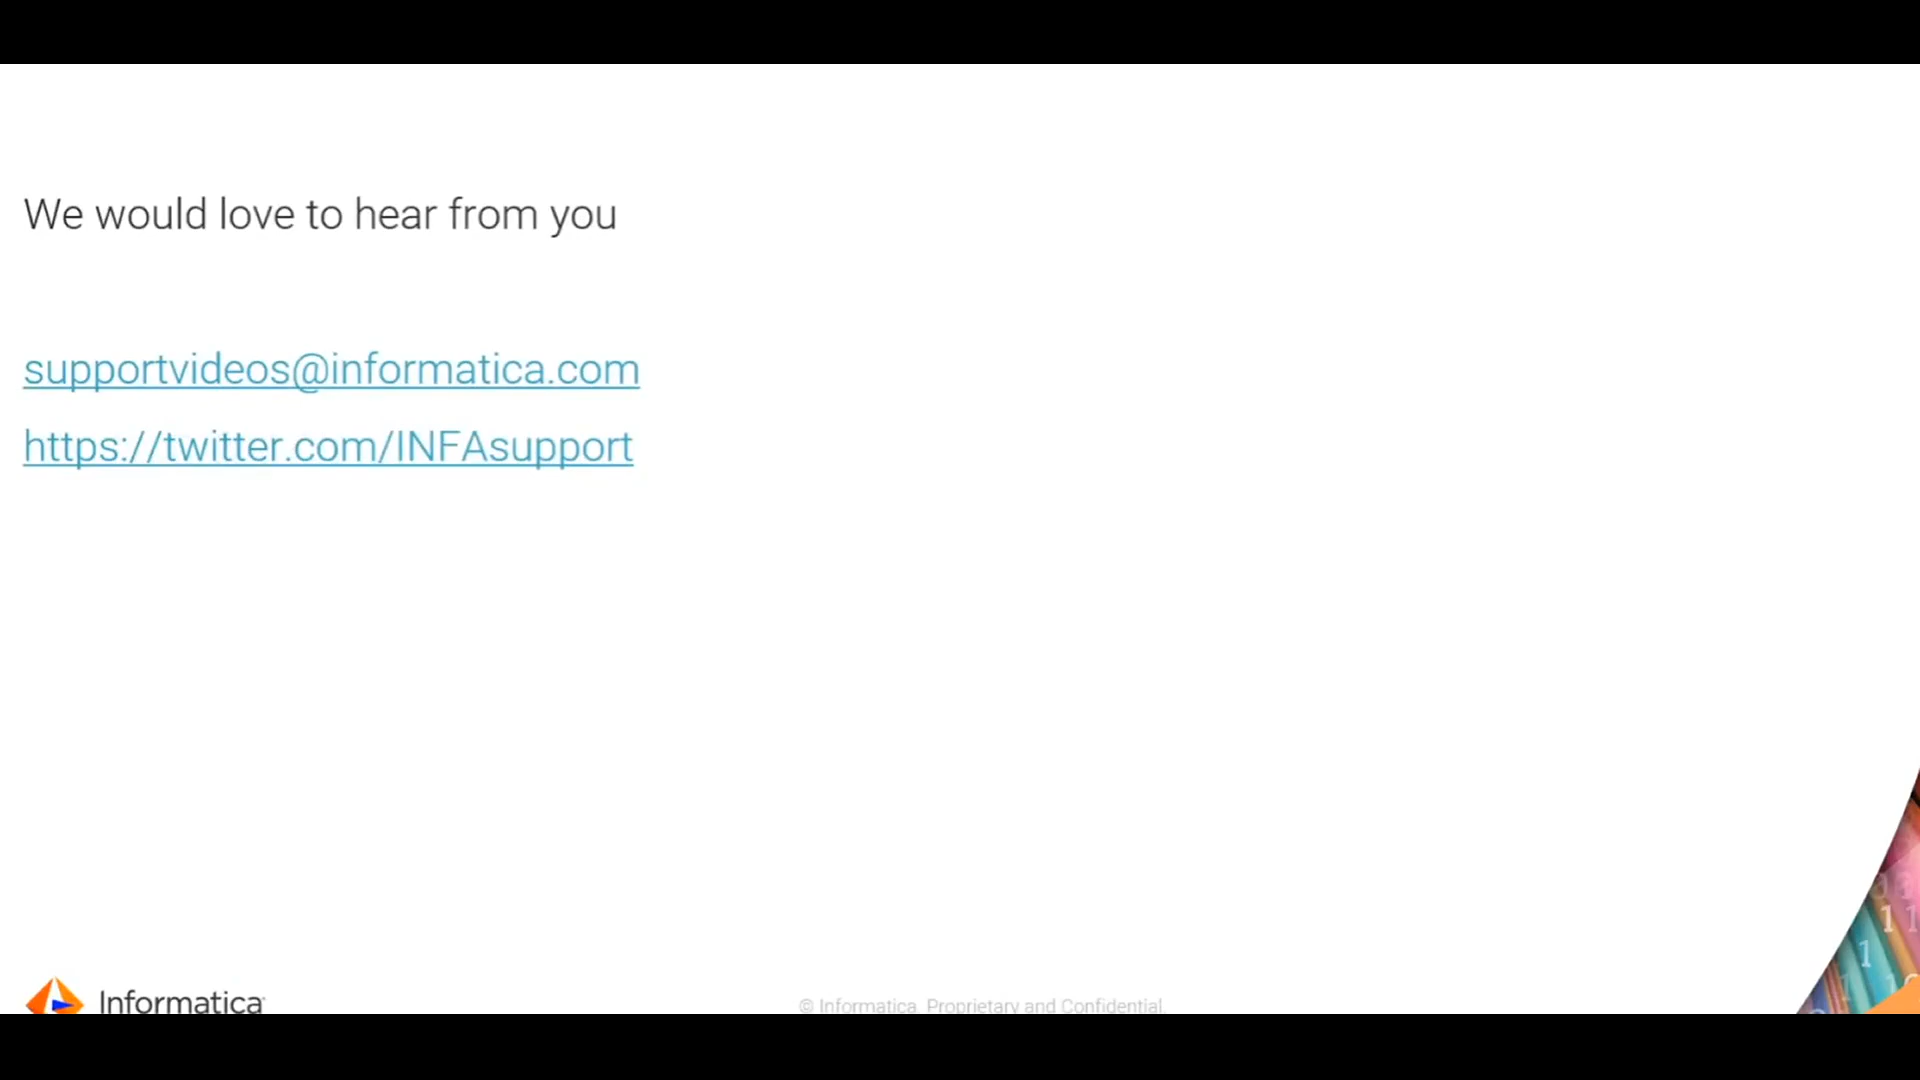 We would love to hear from you
supportvideos@informatica.com
https://twitter.com/INFAsupport
Informatica
© Informatica. Proprietary and Confidential.